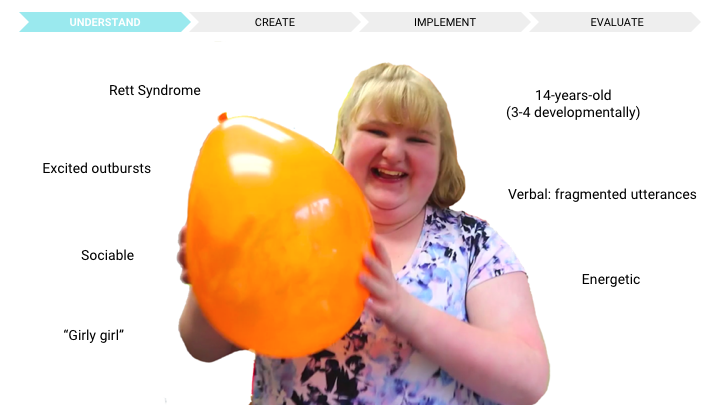 UNDERSTAND
CREATE
IMPLEMENT
EVALUATE
Rett Syndrome
14-years-old
(3-4 developmentally)
Excited outbursts
Verbal: fragmented utterances
Sociable
Energetic
“Girly girl”